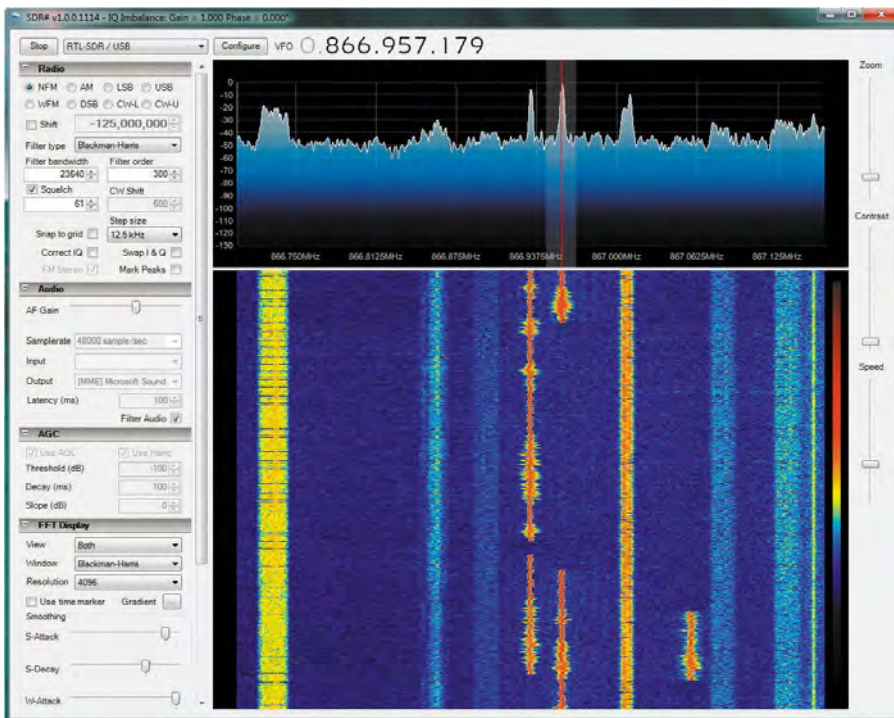 SDR# v1.0.0.1114 - IQ Imbalance: Gain = 1.000 Phase = 0.000°
Stop RTL-SDR / USB Configure VFO 0.866.957.179
Radio
NFM AM LSB USB
WFM DSB CW-L CW-U
Shift -125,000,000
Filter type Blackman-Harris
Filter bandwidth Filter order
23640 300
Squelch CW Shift
61 600
Step size
Snap to grid 12.5 kHz
Correct IQ Swap I & Q
FM Stereo Mark Peaks
Audio
AF Gain
Samplerate 48000 sample/sec
Input
Output [MME] Microsoft Sound
Latency (ms) 100
Filter Audio
AGC
Use AGC Use Hang
Threshold (dB) -100
Decay (ms) 100
Slope (dB) 0
FFT Display
View Both
Window Blackman-Harris
Resolution 4096
Use time marker Gradient ...
Smoothing
S-Attack
S-Decay
W-Attack
0
-10
-20
-30
-40
-50
-60
-70
-80
-90
-100
-110
-120
-130
866.750MHz 866.8125MHz 866.875MHz 866.9375MHz 867.000MHz 867.0625MHz 867.125MHz
Zoom
Contrast
Speed